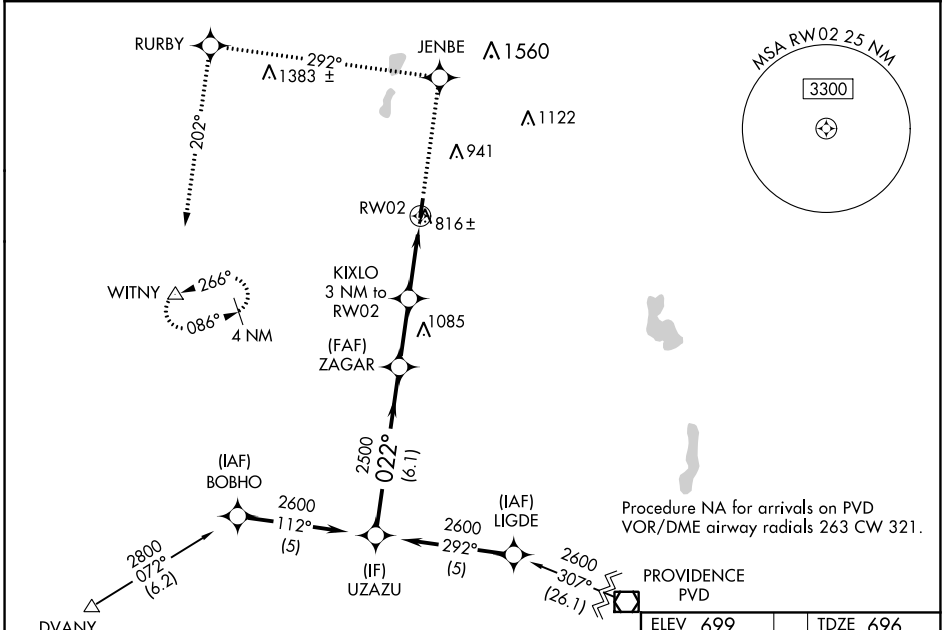 RURBY
292°
1383 ±
JENBE
1560
MSA RW02 25 NM
3300
1122
202°
941
RW02
816±
WITNY
266°
086°
4 NM
KIXLO
3 NM to
RW02
1085
(FAF)
ZAGAR
2500
022°
(6.1)
(IAF)
BOBHO
2600
112°
(5)
(IAF)
LIGDE
2600
292°
(5)
Procedure NA for arrivals on PVD
VOR/DME airway radials 263 CW 321.
2800
072°
(6.2)
(IF)
UZAZU
2600
307°
(26.1)
PROVIDENCE
PVD
DVANY
ELEV 699
TDZE 696